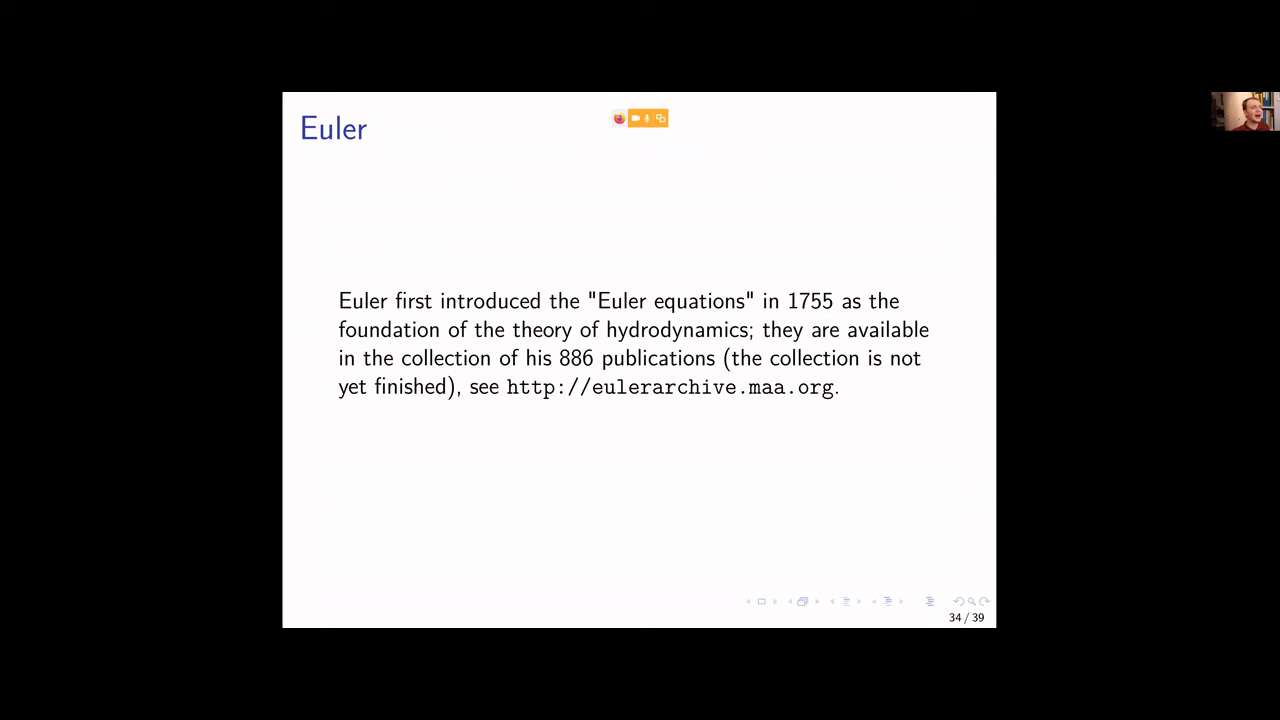 Euler
Euler first introduced the "Euler equations" in 1755 as the
foundation of the theory of hydrodynamics; they are available
in the collection of his 886 publications (the collection is not
yet finished), see http://eulerarchive.maa.org.
34 / 39